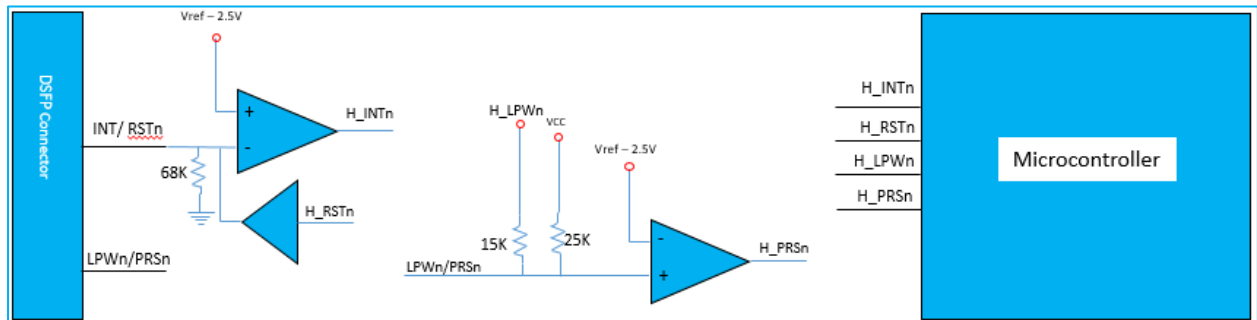 DSFP Connector
Vref – 2.5V
+
-
INT/ RSTn
H_INTn
68K
H_RSTn
LPWn/PRSn
H_LPWn
VCC
Vref – 2.5V
15K
25K
-
+
LPWn/PRSn
H_PRSn
H_INTn
H_RSTn
H_LPWn
H_PRSn
Microcontroller